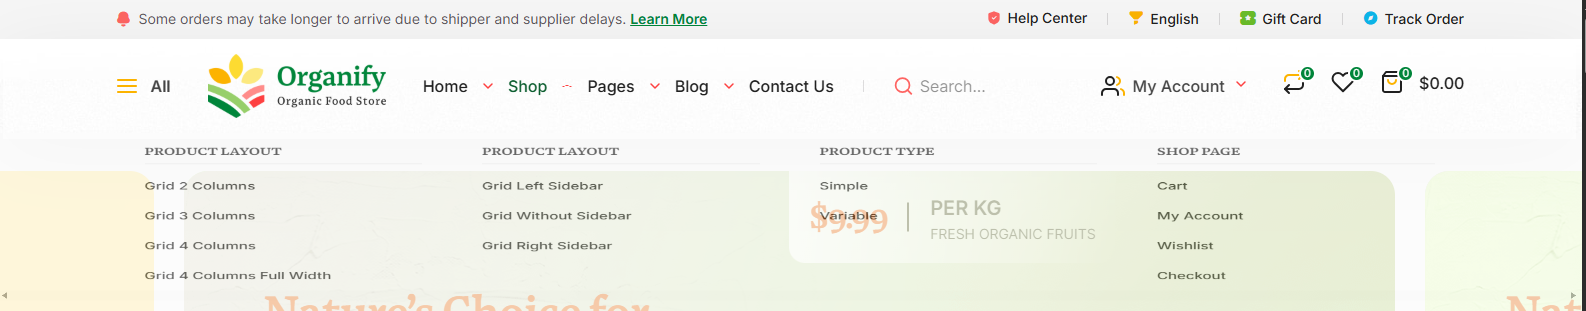 Some orders may take longer to arrive due to shipper and supplier delays. Learn More
Help Center
English
Gift Card
Track Order
All
Organify
Organic Food Store
Home
Shop
Pages
Blog
Contact Us
Search...
My Account
0
0
0
$0.00
PRODUCT LAYOUT
Grid 2 Columns
Grid 3 Columns
Grid 4 Columns
Grid 4 Columns Full Width
PRODUCT LAYOUT
Grid Left Sidebar
Grid Without Sidebar
Grid Right Sidebar
PRODUCT TYPE
Simple
Variable
SHOP PAGE
Cart
My Account
Wishlist
Checkout
$9.99
PER KG
FRESH ORGANIC FRUITS
Nature's Choice for
Nat